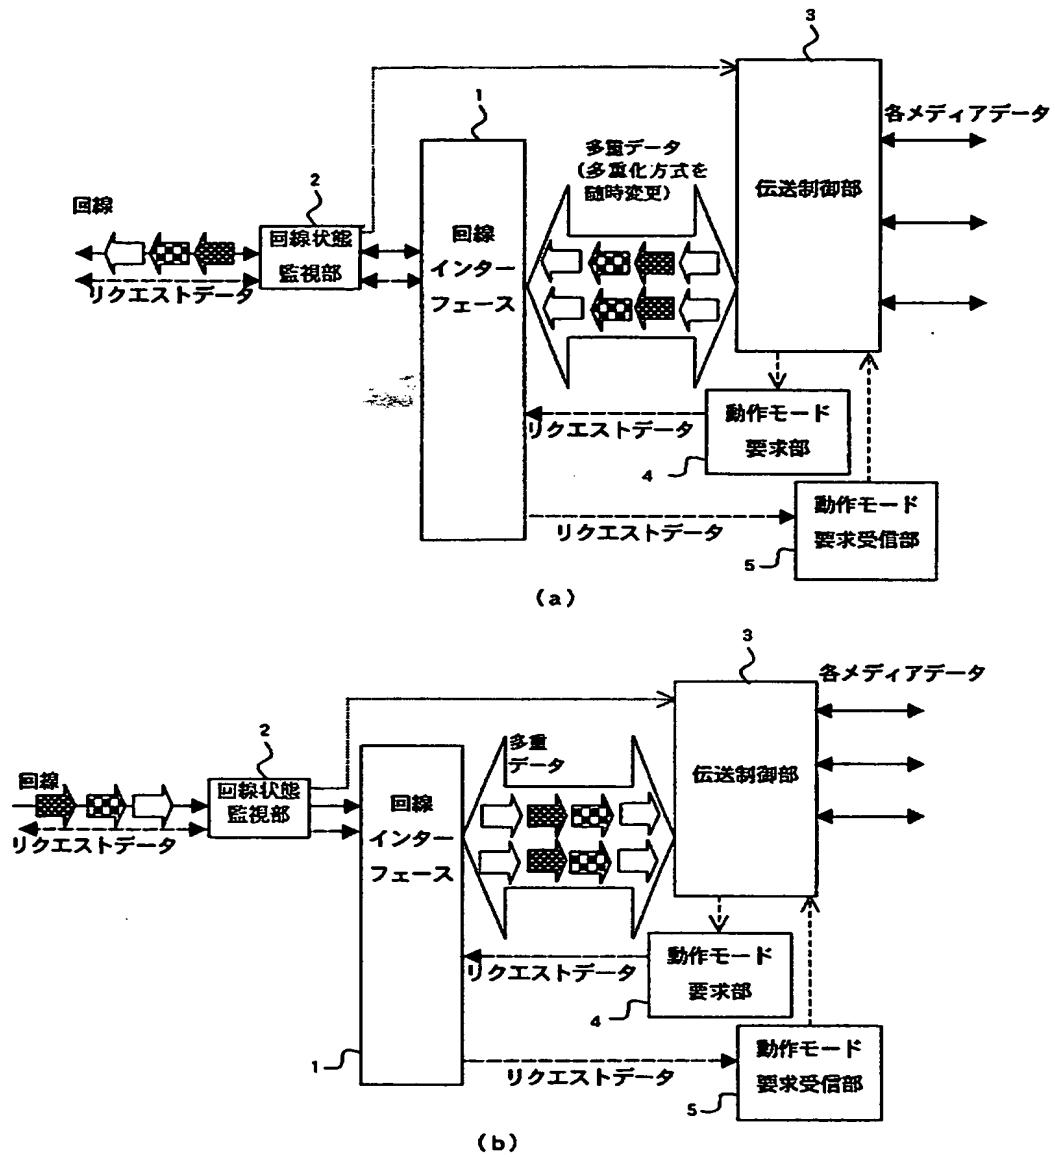 3
各メディアデータ
1
多重データ
(多重化方式を
随時変更)
伝送制御部
2
回線
回線状態
監視部
回線
インター
フェース
リクエストデータ
動作モード
要求部
リクエストデータ
4
動作モード
要求受信部
リクエストデータ
5
(a)
3
各メディアデータ
2
多重
データ
伝送制御部
回線
回線状態
監視部
回線
インター
フェース
リクエストデータ
動作モード
要求部
リクエストデータ
4
動作モード
要求受信部
1
リクエストデータ
5
(b)